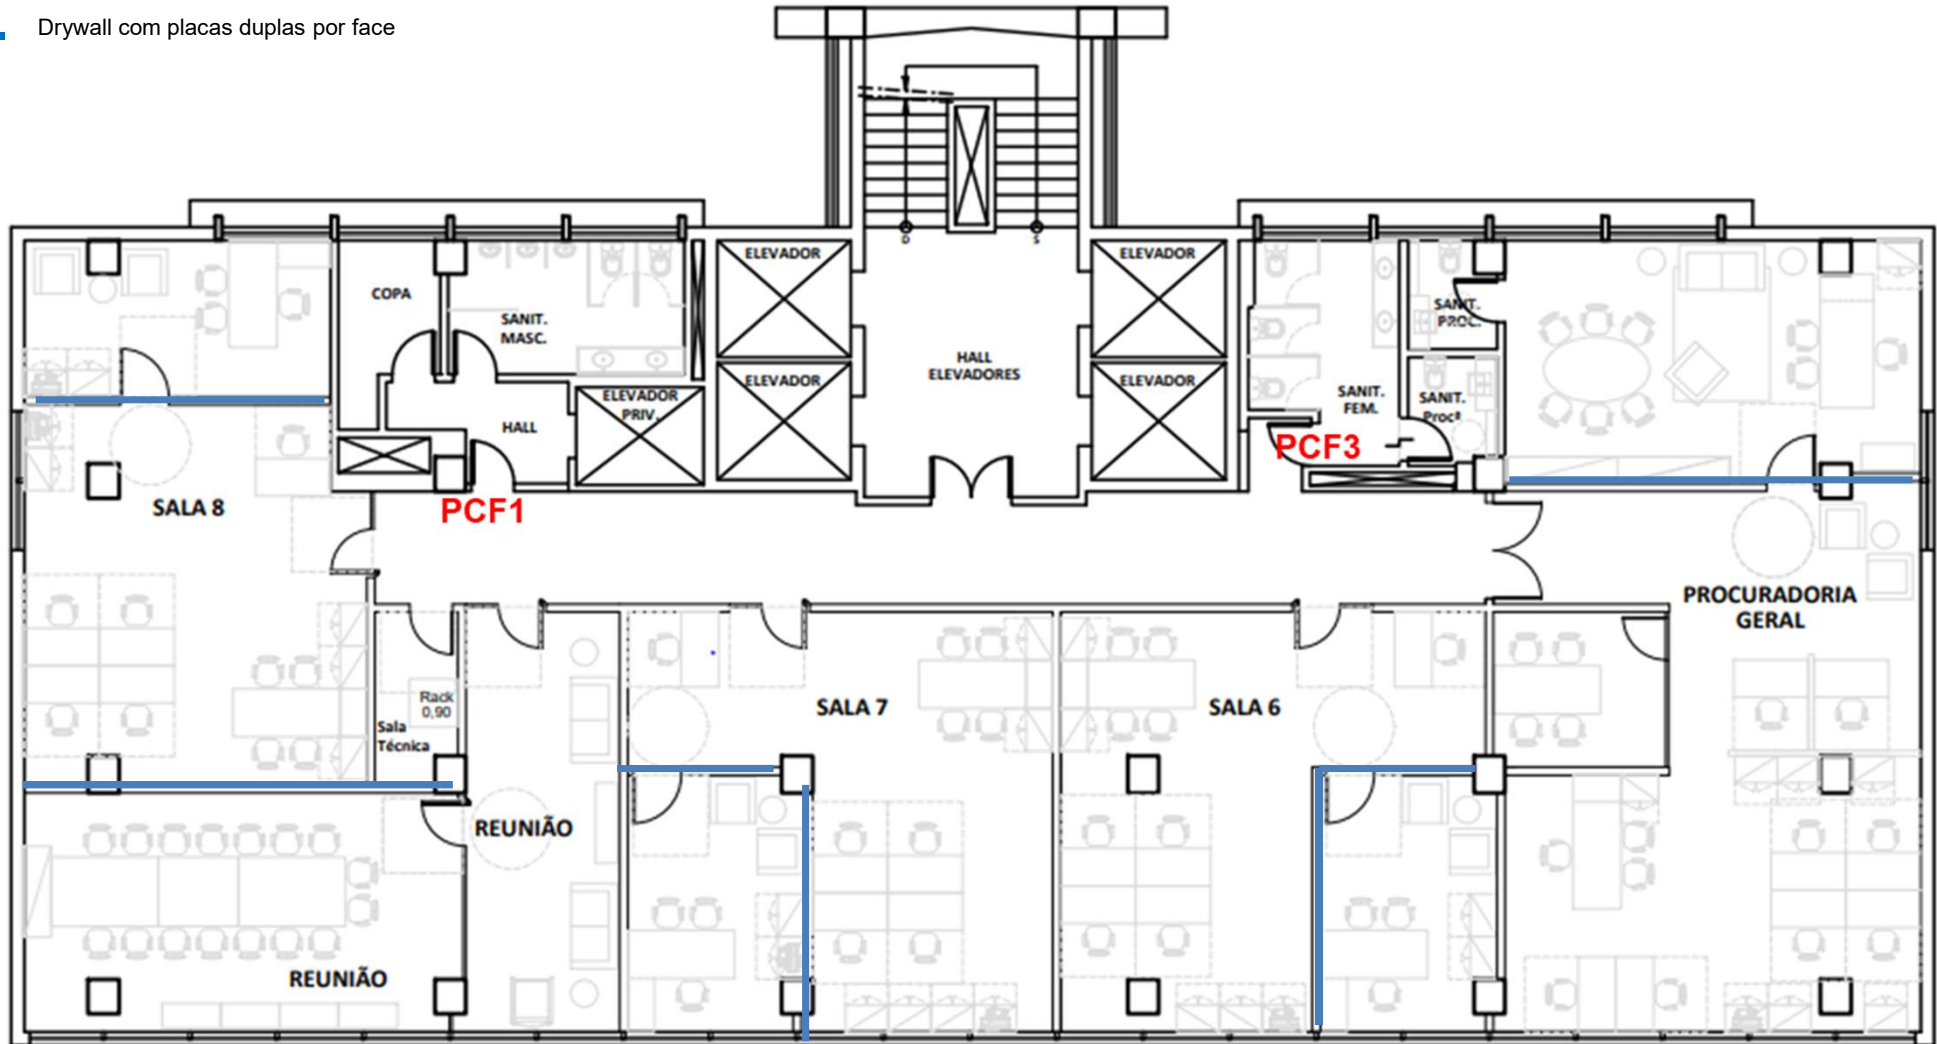 Drywall com placas duplas por face
D
S
ELEVADOR
ELEVADOR
COPA
SANIT.
MASC.
SANIT.
PROC.
HALL
ELEVADORES
ELEVADOR
ELEVADOR
ELEVADOR
PRIV.
SANIT.
FEM.
SANIT.
Procª
HALL
PCF3
SALA 8
PCF1
PROCURADORIA
GERAL
Rack
0,90
Sala
Técnica
SALA 7
SALA 6
REUNIÃO
REUNIÃO